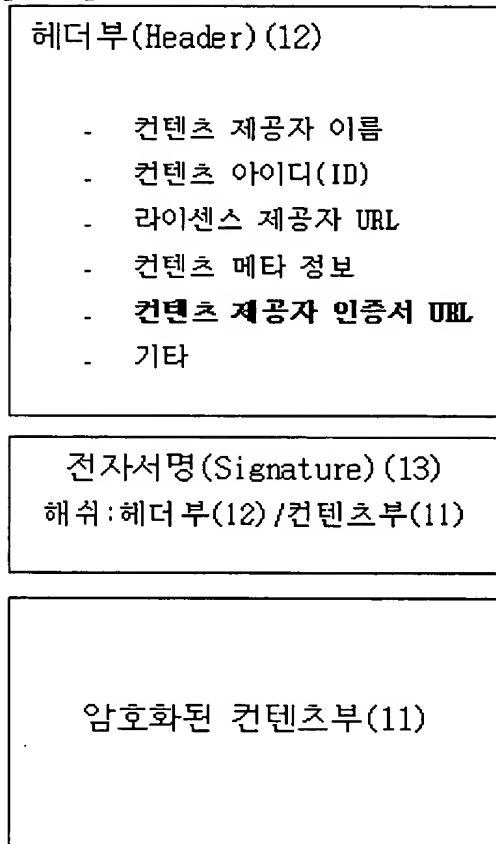 헤더부(Header)(12)
- 컨텐츠 제공자 이름
- 컨텐츠 아이디(ID)
- 라이센스 제공자 URL
- 컨텐츠 메타 정보
- 컨텐츠 제공자 인증서 URL
- 기타
전자서명(Signature)(13)
해쉬:헤더부(12)/컨텐츠부(11)
암호화된 컨텐츠부(11)